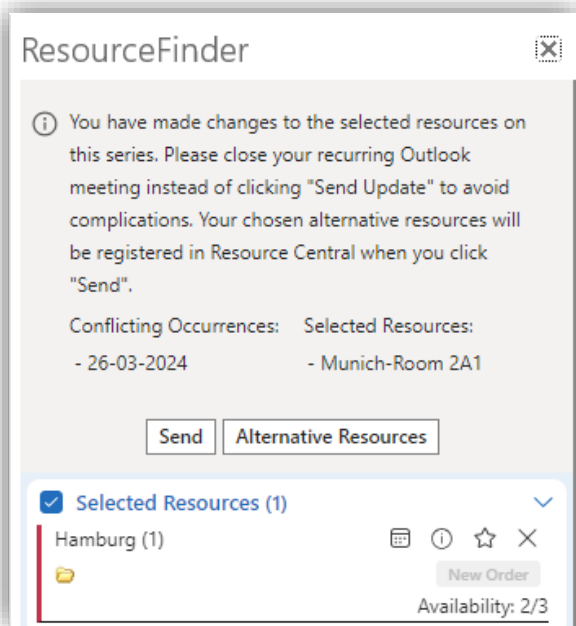 ResourceFinder
You have made changes to the selected resources on
this series. Please close your recurring Outlook
meeting instead of clicking "Send Update" to avoid
complications. Your chosen alternative resources will
be registered in Resource Central when you click
"Send".
Conflicting Occurrences: Selected Resources:
- 26-03-2024 - Munich-Room 2A1
Send Alternative Resources
Selected Resources (1)
Hamburg (1)
New Order
Availability: 2/3